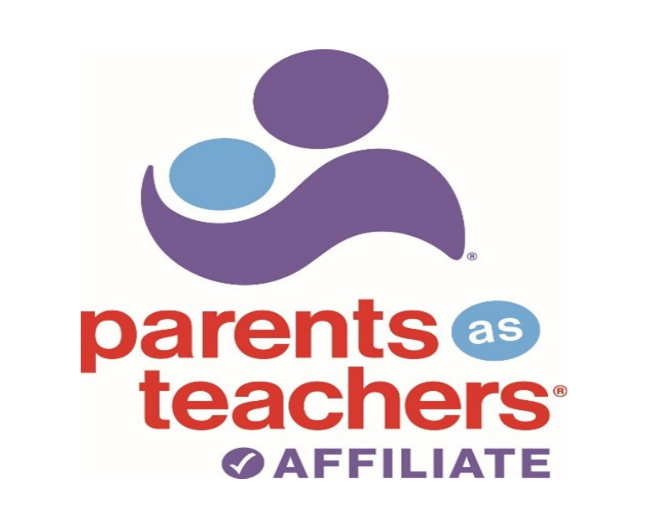 ®
parents as
teachers®
AFFILIATE